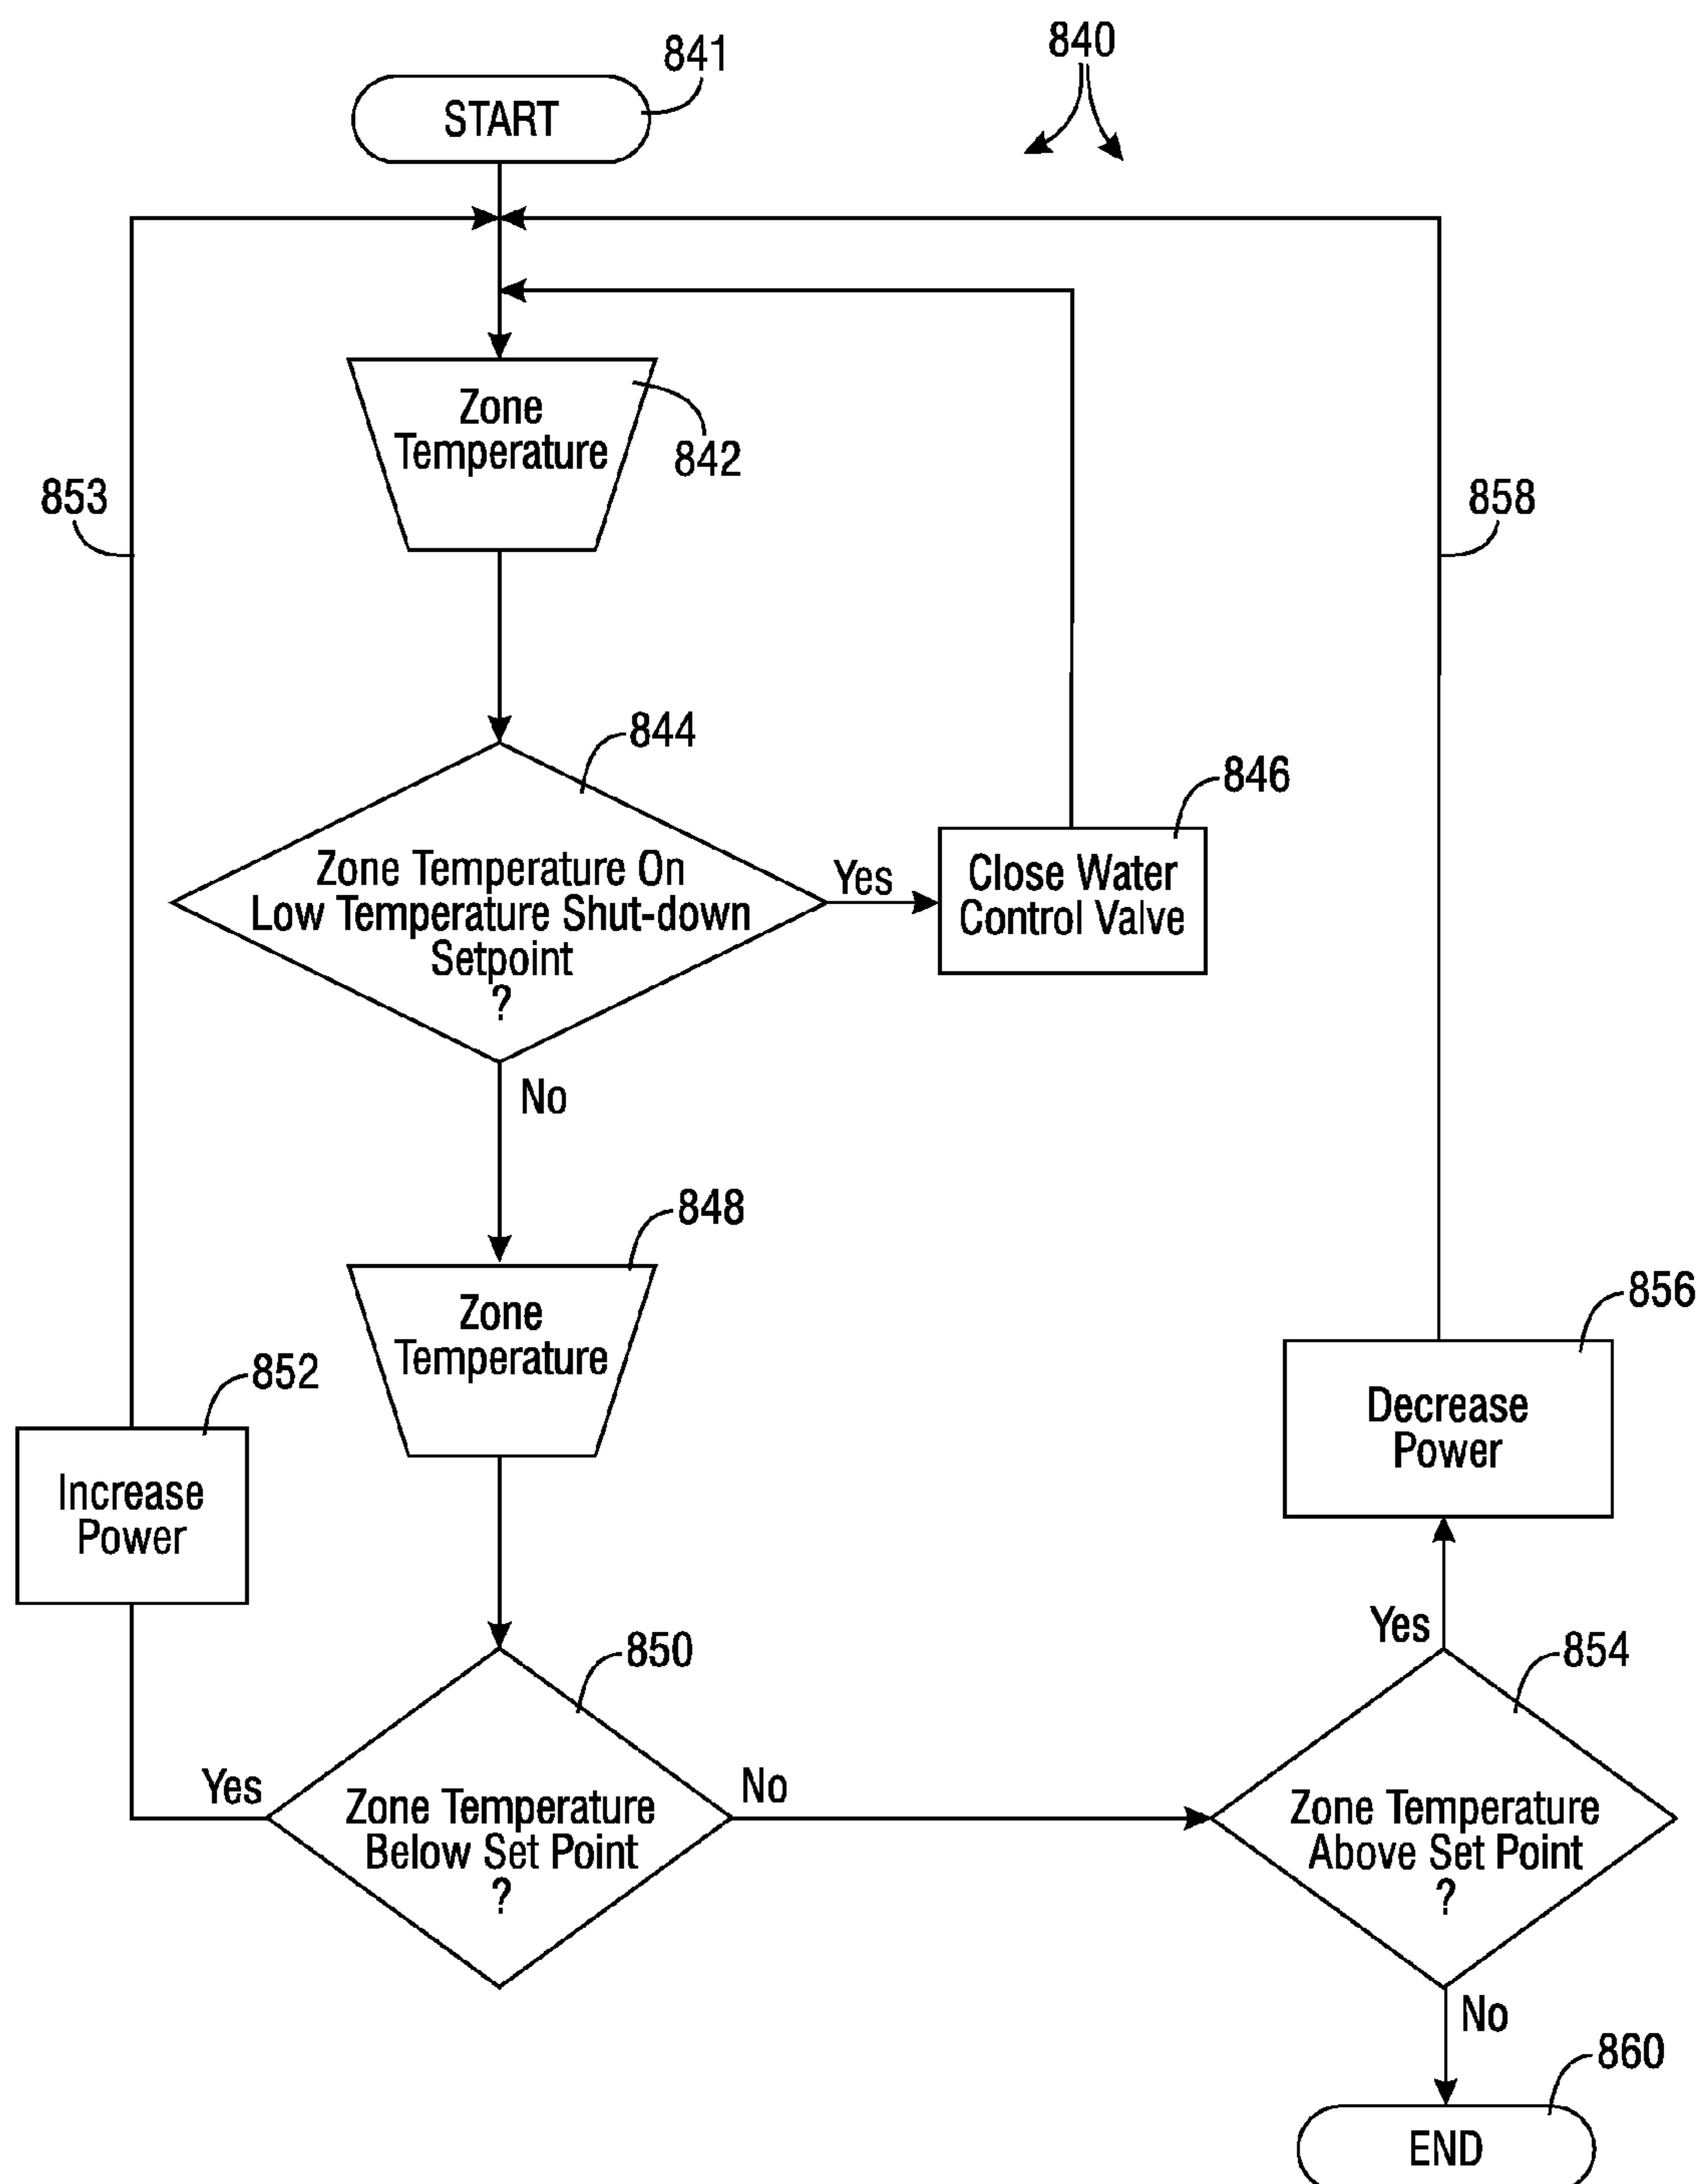 841
840
START
Zone
Temperature
842
853
858
844
846
Zone Temperature On
Low Temperature Shut-down
Setpoint
?
Yes
Close Water
Control Valve
No
848
Zone
Temperature
856
852
Decrease
Power
Increase
Power
Yes
850
854
Yes
No
Zone Temperature
Below Set Point
?
Zone Temperature
Above Set Point
?
No
860
END